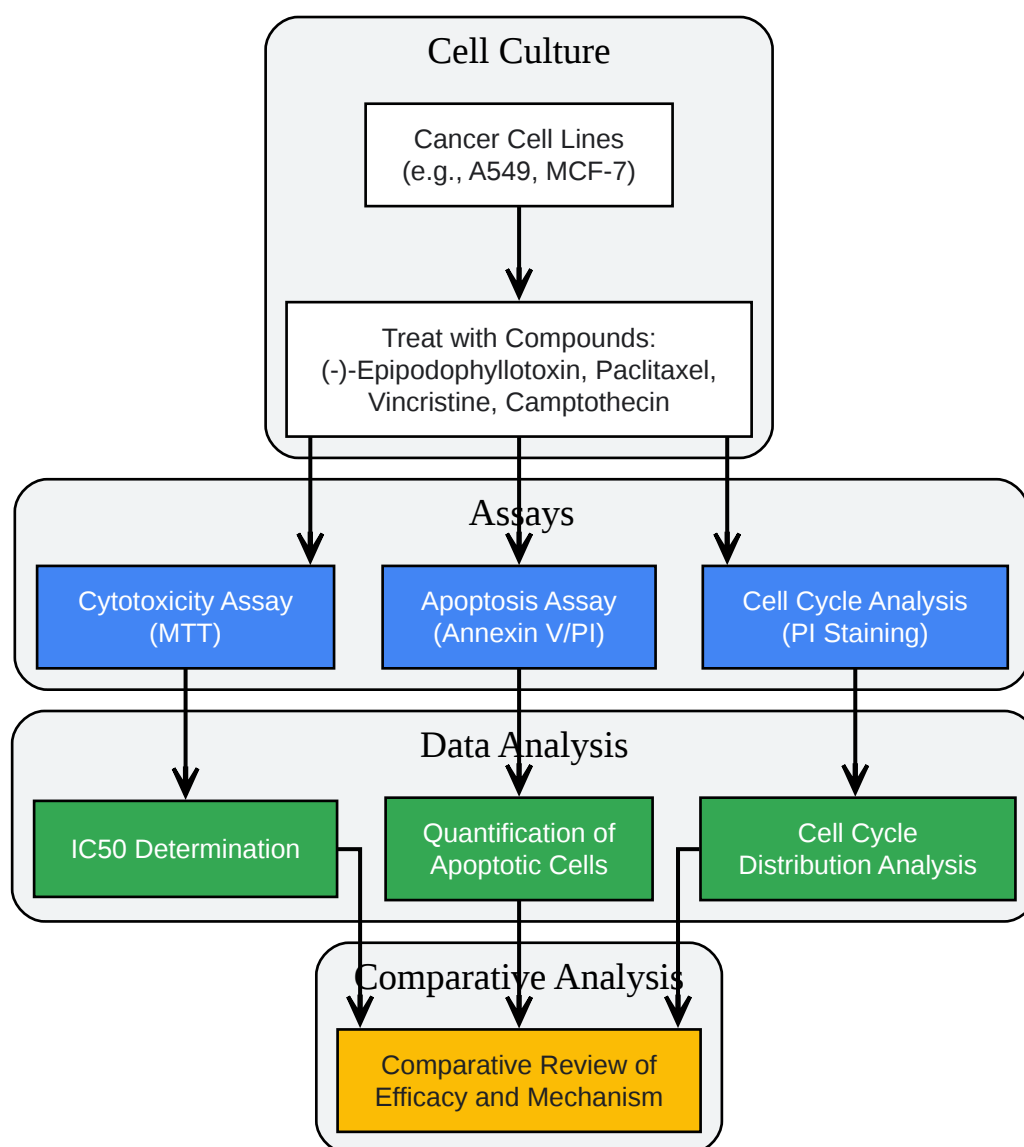 Cell Culture
Cancer Cell Lines
(e.g., A549, MCF-7)
Treat with Compounds:
(-)-Epipodophyllotoxin, Paclitaxel,
Vincristine, Camptothecin
Assays
Cytotoxicity Assay
(MTT)
Apoptosis Assay
(Annexin V/PI)
Cell Cycle Analysis
(PI Staining)
Data Analysis
IC50 Determination
Quantification of
Apoptotic Cells
Cell Cycle
Distribution Analysis
Comparative Analysis
Comparative Review of
Efficacy and Mechanism